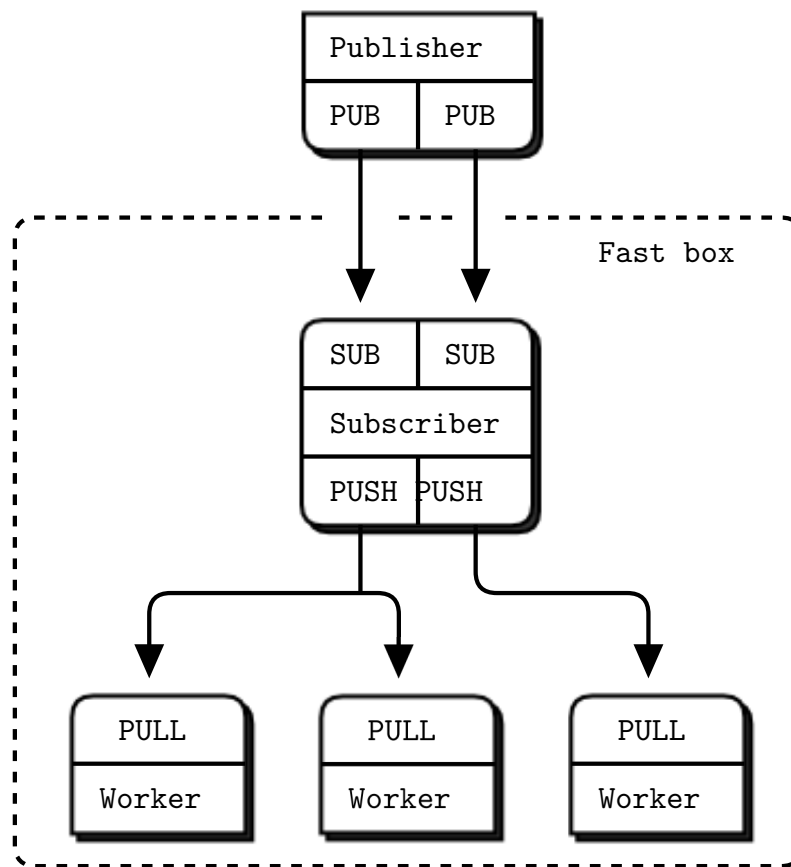 Publisher
PUB PUB
Fast box
SUB SUB
Subscriber
PUSH PUSH
PULL PULL PULL
Worker Worker Worker